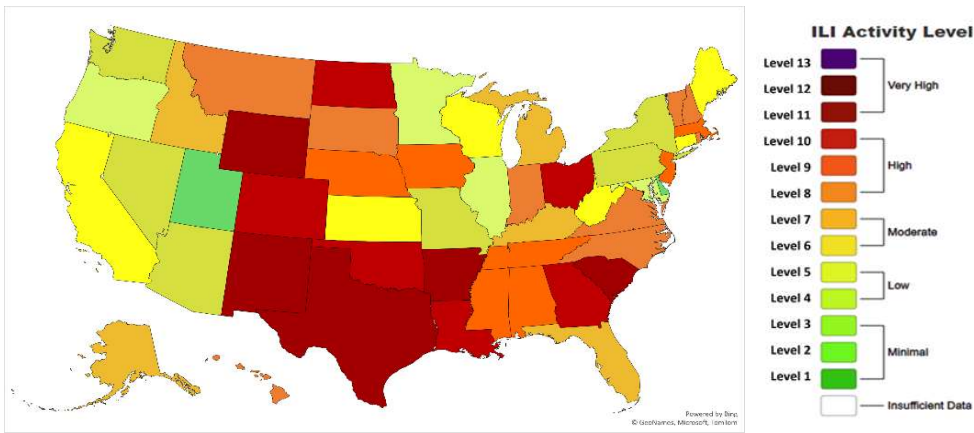 ILI Activity Level
Level 13
Level 12
Very High
Level 11
Level 10
Level 9
High
Level 8
Level 7
Moderate
Level 6
Level 5
Low
Level 4
Level 3
Level 2
Minimal
Level 1
Insufficient Data
Powered by Bing
© GeoNames, Microsoft, TomTom